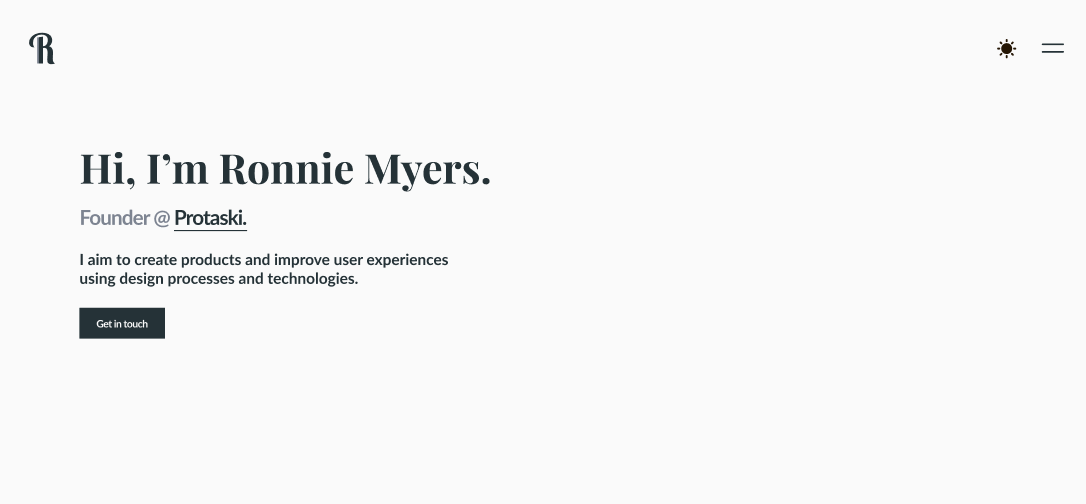 R
Hi, I’m Ronnie Myers.
Founder @ Protaski.
I aim to create products and improve user experiences
using design processes and technologies.
Get in touch